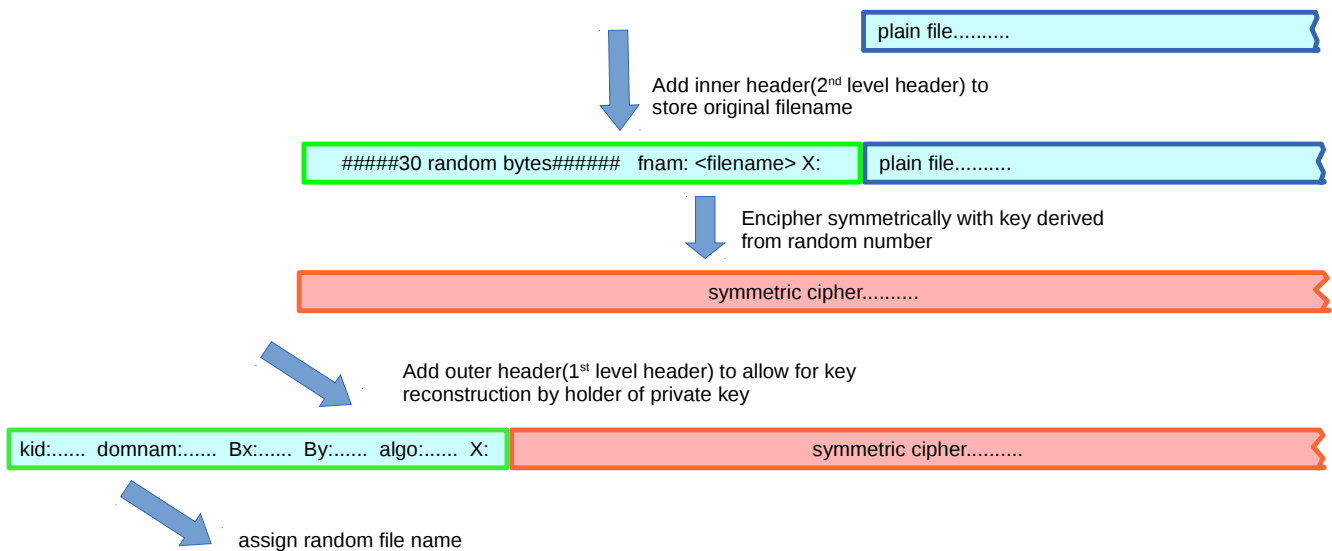 plain file..........
Add inner header(2nd level header) to
store original filename
#####30 random bytes###### fnam: <filename> X:
plain file..........
Encipher symmetrically with key derived
from random number
symmetric cipher..........
Add outer header(1st level header) to allow for key
reconstruction by holder of private key
kid:...... domnam:...... Bx:...... By:...... algo:...... X:
symmetric cipher..........
assign random file name